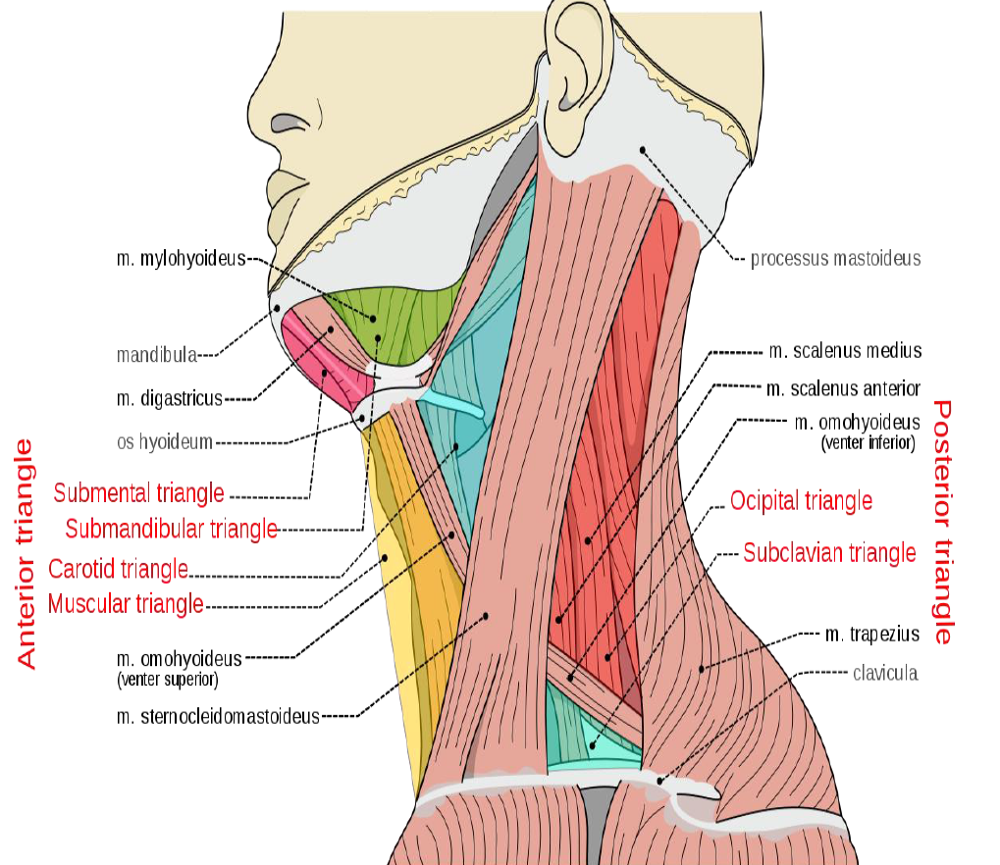 m. mylohyoideus
mandibula
m. digastricus
os hyoideum
Submental triangle
Submandibular triangle
Carotid triangle
Muscular triangle
m. omohyoideus
(venter superior)
m. sternocleidomastoideus
Anterior triangle
processus mastoideus
m. scalenus medius
m. scalenus anterior
m. omohyoideus
(venter inferior)
Ocipital triangle
Subclavian triangle
m. trapezius
clavicula
Posterior triangle